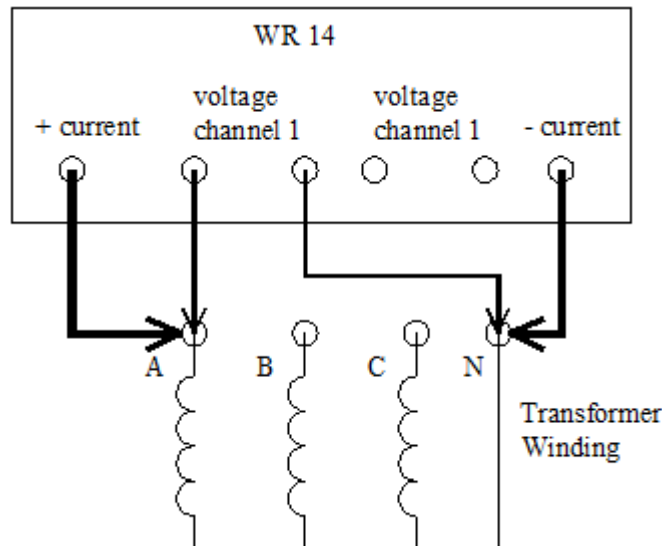 WR 14
+ current
voltage
channel 1
voltage
channel 1
- current
A
B
C
N
Transformer
Winding